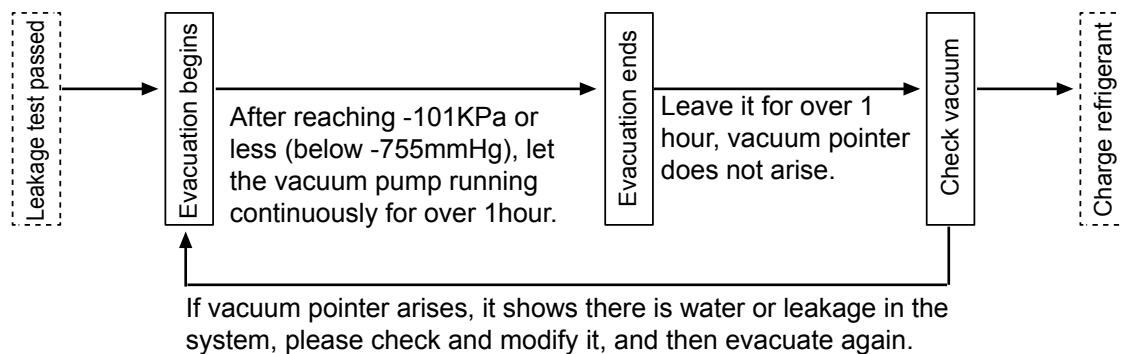 Leakage test passed
Evacuation begins
After reaching -101KPa or
less (below -755mmHg), let
the vacuum pump running
continuously for over 1hour.
Evacuation ends
Leave it for over 1
hour, vacuum pointer
does not arise.
Check vacuum
Charge refrigerant
If vacuum pointer arises, it shows there is water or leakage in the
system, please check and modify it, and then evacuate again.